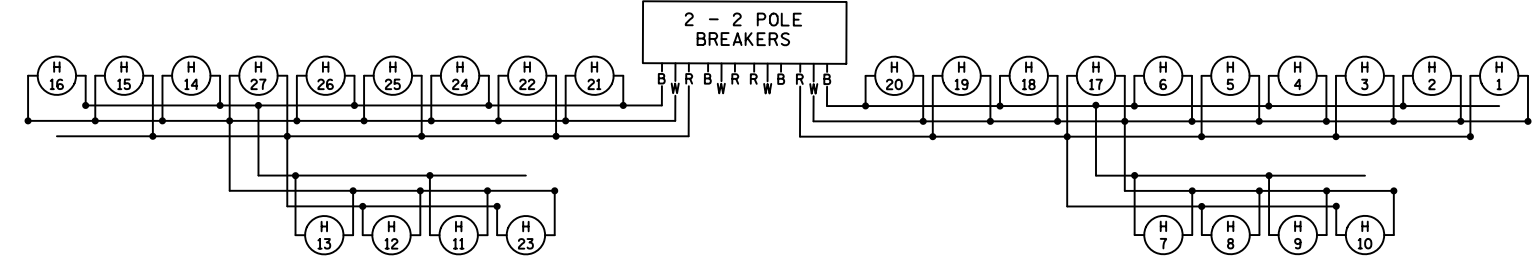 2 - 2 POLE
BREAKERS
B W R B W R R W B R W B
H 16
H 15
H 14
H 27
H 26
H 25
H 24
H 22
H 21
H 20
H 19
H 18
H 17
H 6
H 5
H 4
H 3
H 2
H 1
H 13
H 12
H 11
H 23
H 7
H 8
H 9
H 10